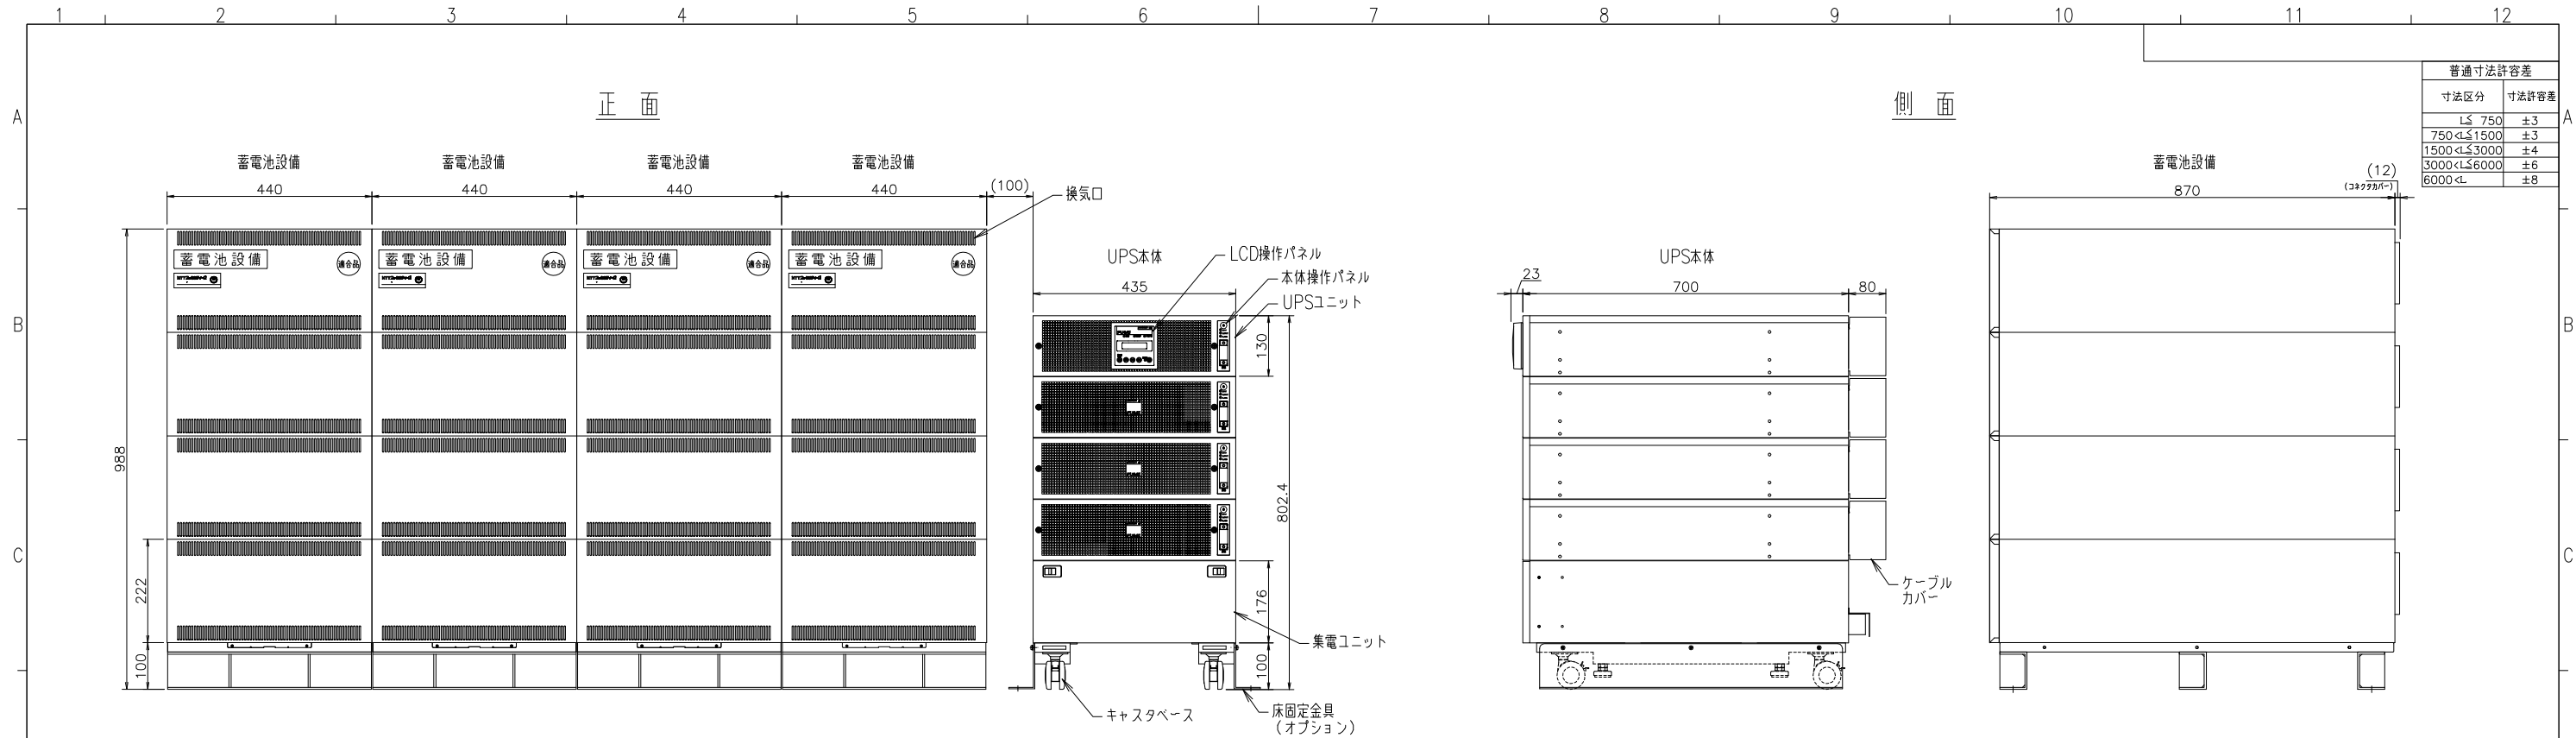 1 2 3 4 5 6 7 8 9 10 11 12
普通寸法許容差
寸法区分 寸法許容差
L≦ 750 ±3
750<L≦1500 ±3
1500<L≦3000 ±4
3000<L≦6000 ±6
6000<L ±8
A
A
B
B
C
C
正 面
側 面
蓄電池設備
蓄電池設備
蓄電池設備
蓄電池設備
440
440
440
440
(100)
換気口
蓄電池設備
適合品
蓄電池設備
適合品
蓄電池設備
適合品
蓄電池設備
適合品
988
222
100
UPS本体
435
LCD操作パネル
本体操作パネル
UPSユニット
130
802.4
176
100
集電ユニット
キャスタベース
床固定金具
(オプション)
UPS本体
23
700
80
ケーブル
カバー
蓄電池設備
870
(12)
(コネクタカバー)